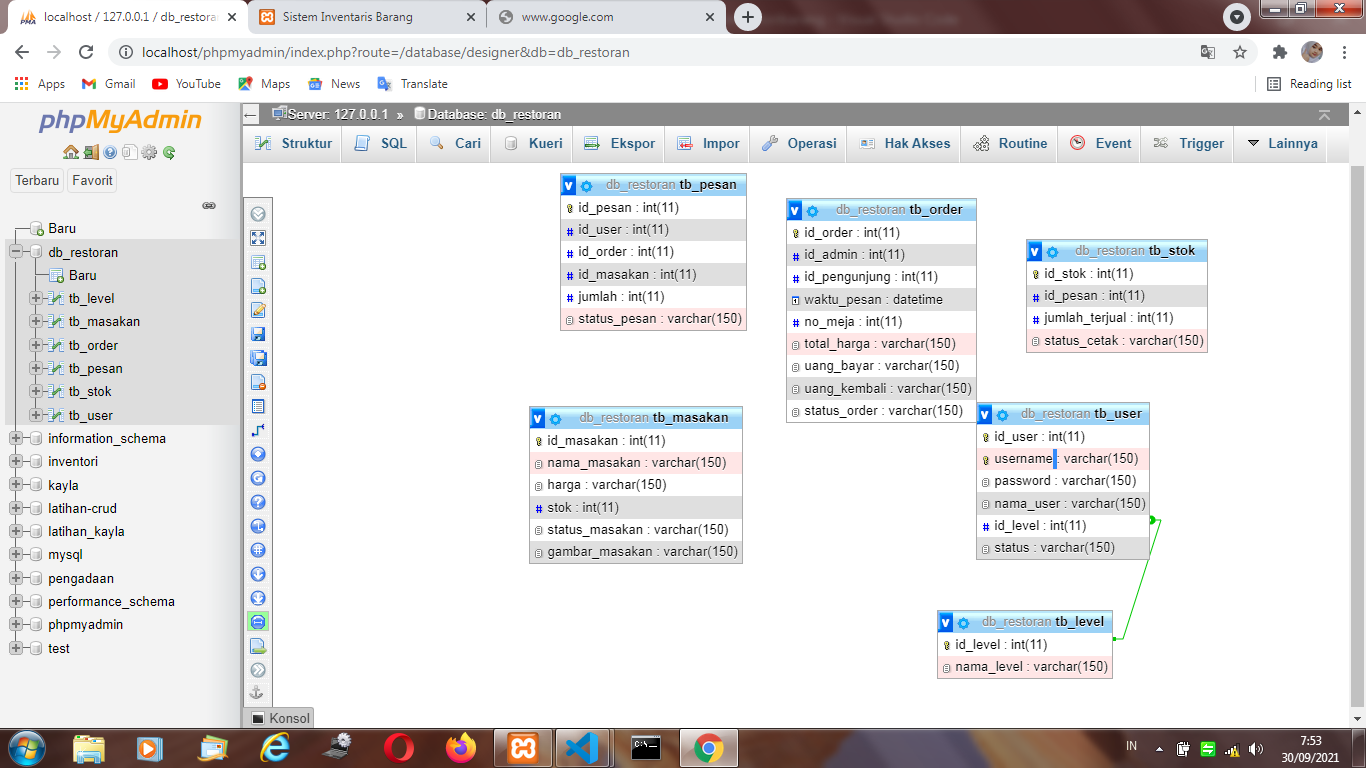 localhost / 127.0.0.1 / db_restoran
Sistem Inventaris Barang
www.google.com
localhost/phpmyadmin/index.php?route=/database/designer&db=db_restoran
Apps
Gmail
YouTube
Maps
News
Translate
Reading list
phpMyAdmin
Terbaru
Favorit
Baru
db_restoran
Baru
tb_level
tb_masakan
tb_order
tb_pesan
tb_stok
tb_user
information_schema
inventori
kayla
latihan-crud
latihan_kayla
mysql
pengadaan
performance_schema
phpmyadmin
test
Server: 127.0.0.1 » Database: db_restoran
Struktur
SQL
Cari
Kueri
Ekspor
Impor
Operasi
Hak Akses
Routine
Event
Trigger
Lainnya
db_restoran tb_pesan
id_pesan : int(11)
id_user : int(11)
id_order : int(11)
id_masakan : int(11)
jumlah : int(11)
status_pesan : varchar(150)
db_restoran tb_order
id_order : int(11)
id_admin : int(11)
id_pengunjung : int(11)
waktu_pesan : datetime
no_meja : int(11)
total_harga : varchar(150)
uang_bayar : varchar(150)
uang_kembali : varchar(150)
status_order : varchar(150)
db_restoran tb_stok
id_stok : int(11)
id_pesan : int(11)
jumlah_terjual : int(11)
status_cetak : varchar(150)
db_restoran tb_masakan
id_masakan : int(11)
nama_masakan : varchar(150)
harga : varchar(150)
stok : int(11)
status_masakan : varchar(150)
gambar_masakan : varchar(150)
db_restoran tb_user
id_user : int(11)
username : varchar(150)
password : varchar(150)
nama_user : varchar(150)
id_level : int(11)
status : varchar(150)
db_restoran tb_level
id_level : int(11)
nama_level : varchar(150)
Konsol
IN
7:53
30/09/2021